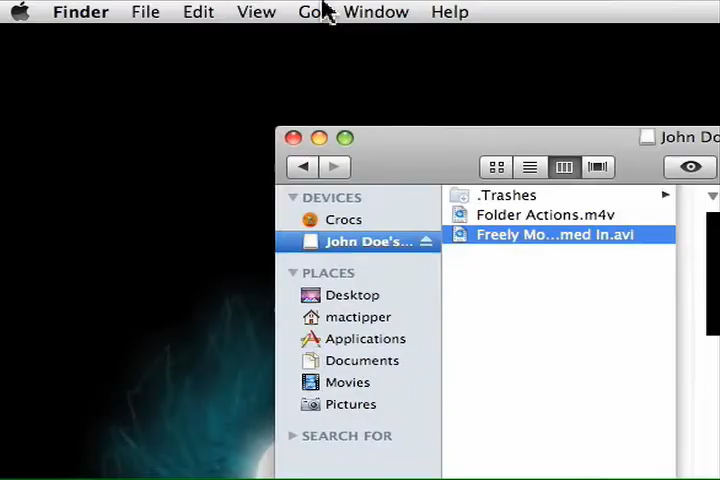 Finder File Edit View Go Window Help
John Do
DEVICES
Crocs
John Doe's...
PLACES
Desktop
mactipper
Applications
Documents
Movies
Pictures
SEARCH FOR
.Trashes
Folder Actions.m4v
Freely Mo...med In.avi